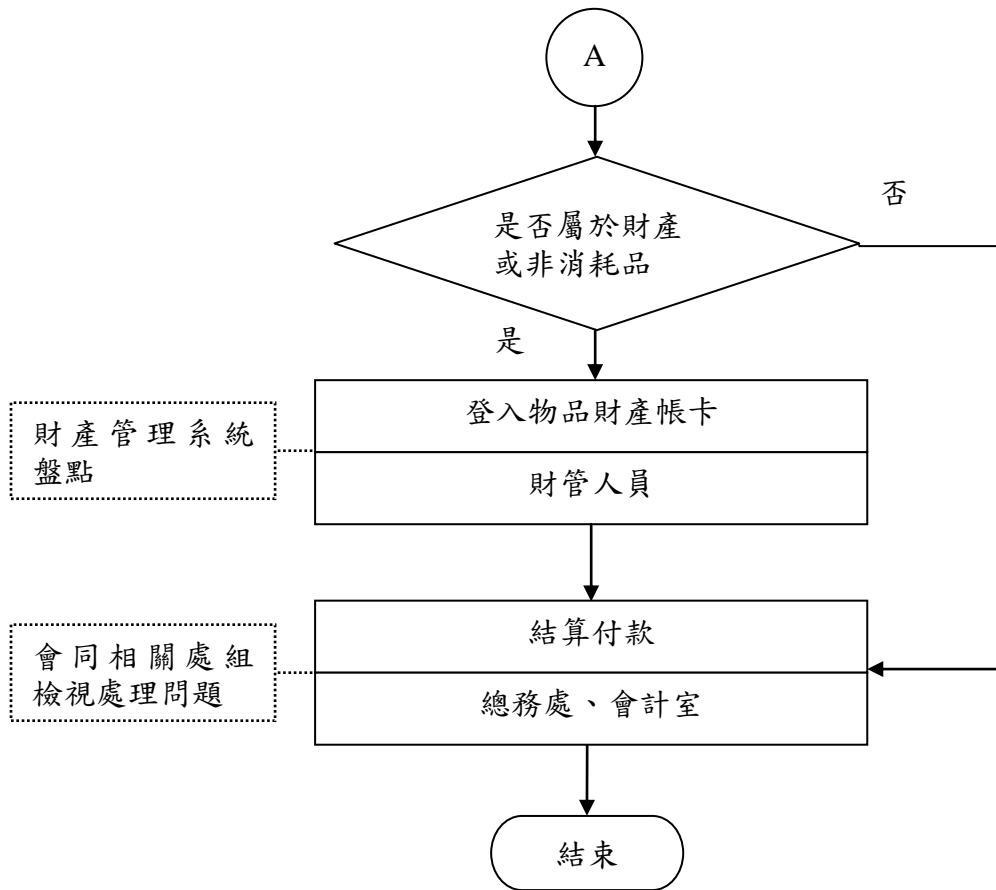 A
是否屬於財產
或非消耗品
否
是
登入物品財產帳卡
財管人員
財產管理系統
盤點
結算付款
總務處、會計室
會同相關處組
檢視處理問題
結束